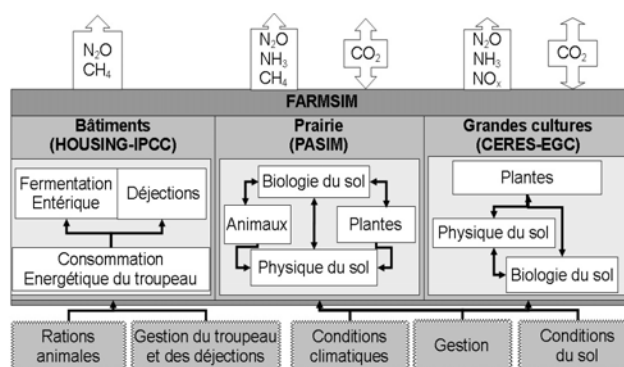 N₂O
CH₄
N₂O
NH₃
CH₄
CO₂
N₂O
NH₃
NOₓ
CO₂
FARMSIM
Bâtiments
(HOUSING-IPCC)
Fermentation
Entérique
Déjections
Consommation
Energétique du troupeau
Prairie
(PASIM)
Biologie du sol
Animaux
Plantes
Physique du sol
Grandes cultures
(CERES-EGC)
Plantes
Physique du sol
Biologie du sol
Rations
animales
Gestion du troupeau
et des déjections
Conditions
climatiques
Gestion
Conditions
du sol